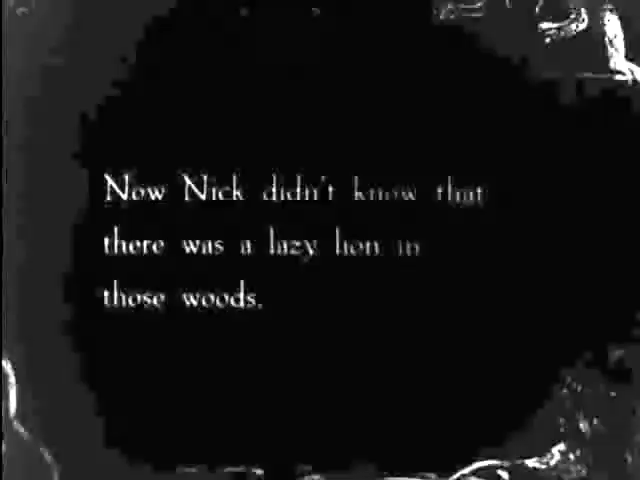 Now Nick didn't know that
there was a lazy lion in
those woods.